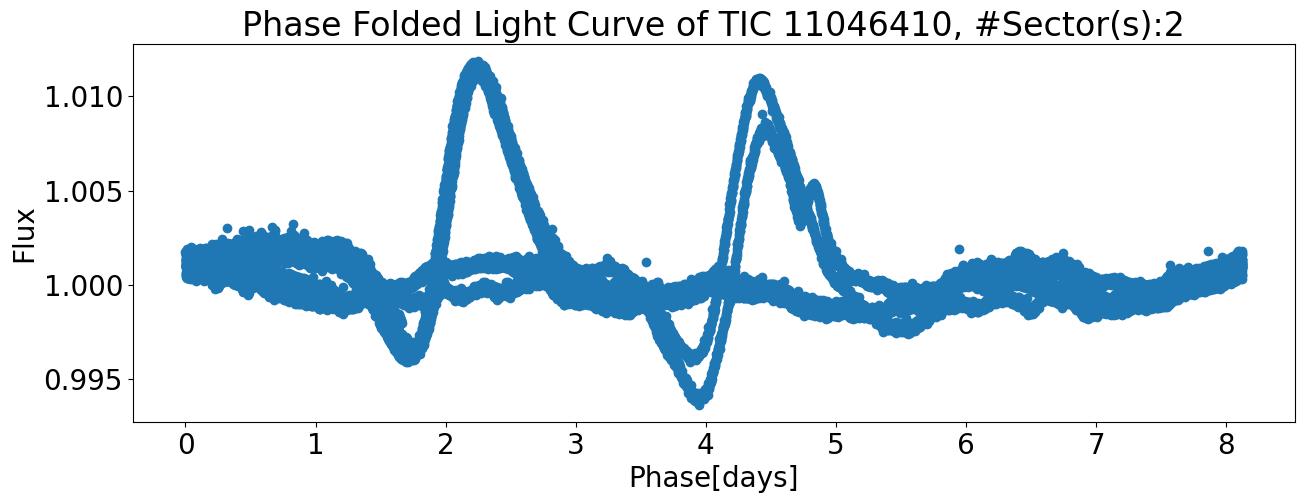 Phase Folded Light Curve of TIC 11046410, #Sector(s):2
Flux
1.010
1.005
1.000
0.995
0 1 2 3 4 5 6 7 8
Phase[days]